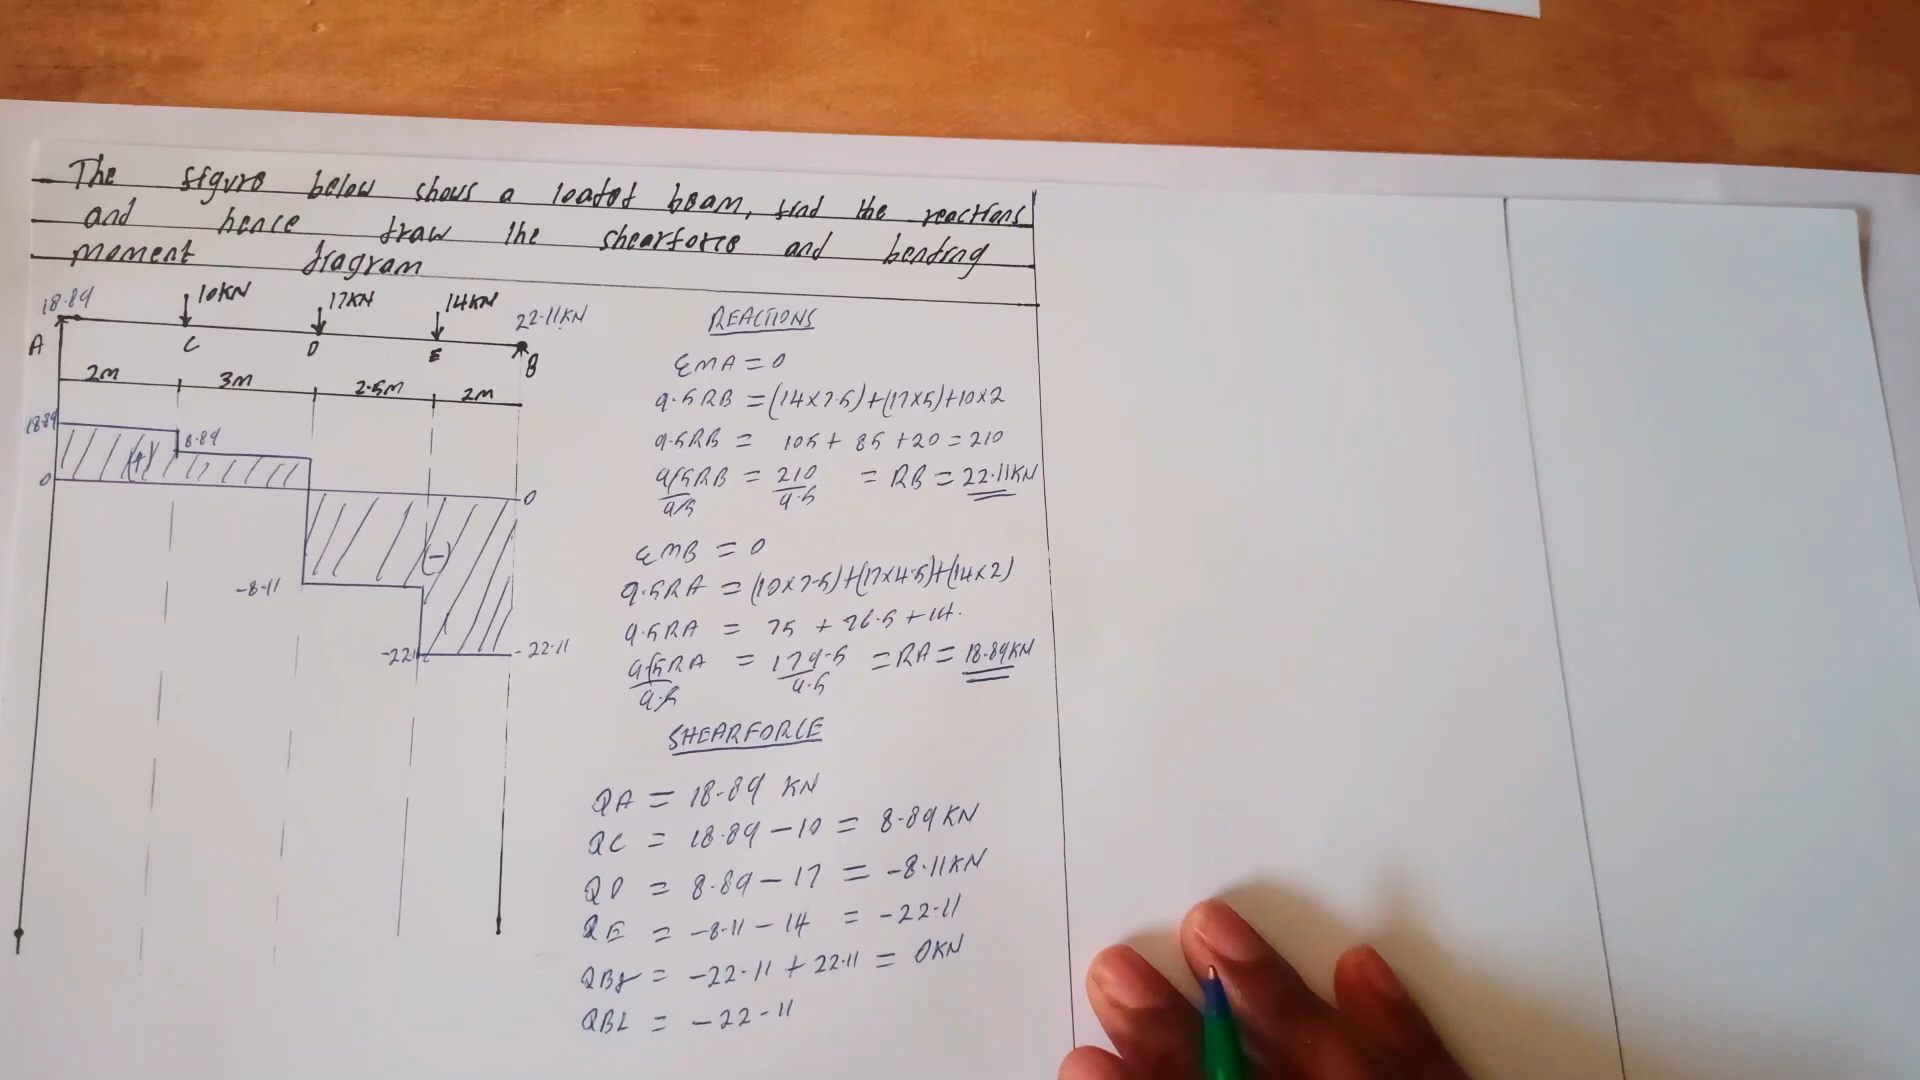 The figure below shows a loaded beam, find the reactions
and hence draw the shearforce and bending
moment diagram
18.89
10KN
17KN
14KN
22.11KN
A
C
D
E
B
2m
3m
2.5m
2m
18.89
8.89
(+)
0
0
(-)
-8.11
-22.11
-22.11
REACTIONS
ΣMA = 0
9.5RB = (14×7.5)+(17×5)+10×2
9.5RB = 105 + 85 + 20 = 210
9.5RB = 210 = RB = 22.11KN
9.5 9.5
ΣMB = 0
9.5RA = (10×7.5)+(17×4.5)+(14×2)
9.5RA = 75 + 76.5 + 14.
9.5RA = 179.5 = RA = 18.89KN
9.5 9.5
SHEARFORCE
QA = 18.89 KN
QC = 18.89 - 10 = 8.89KN
QD = 8.89 - 17 = -8.11KN
QE = -8.11 - 14 = -22.11
QBr = -22.11 + 22.11 = 0KN
QBL = -22.11